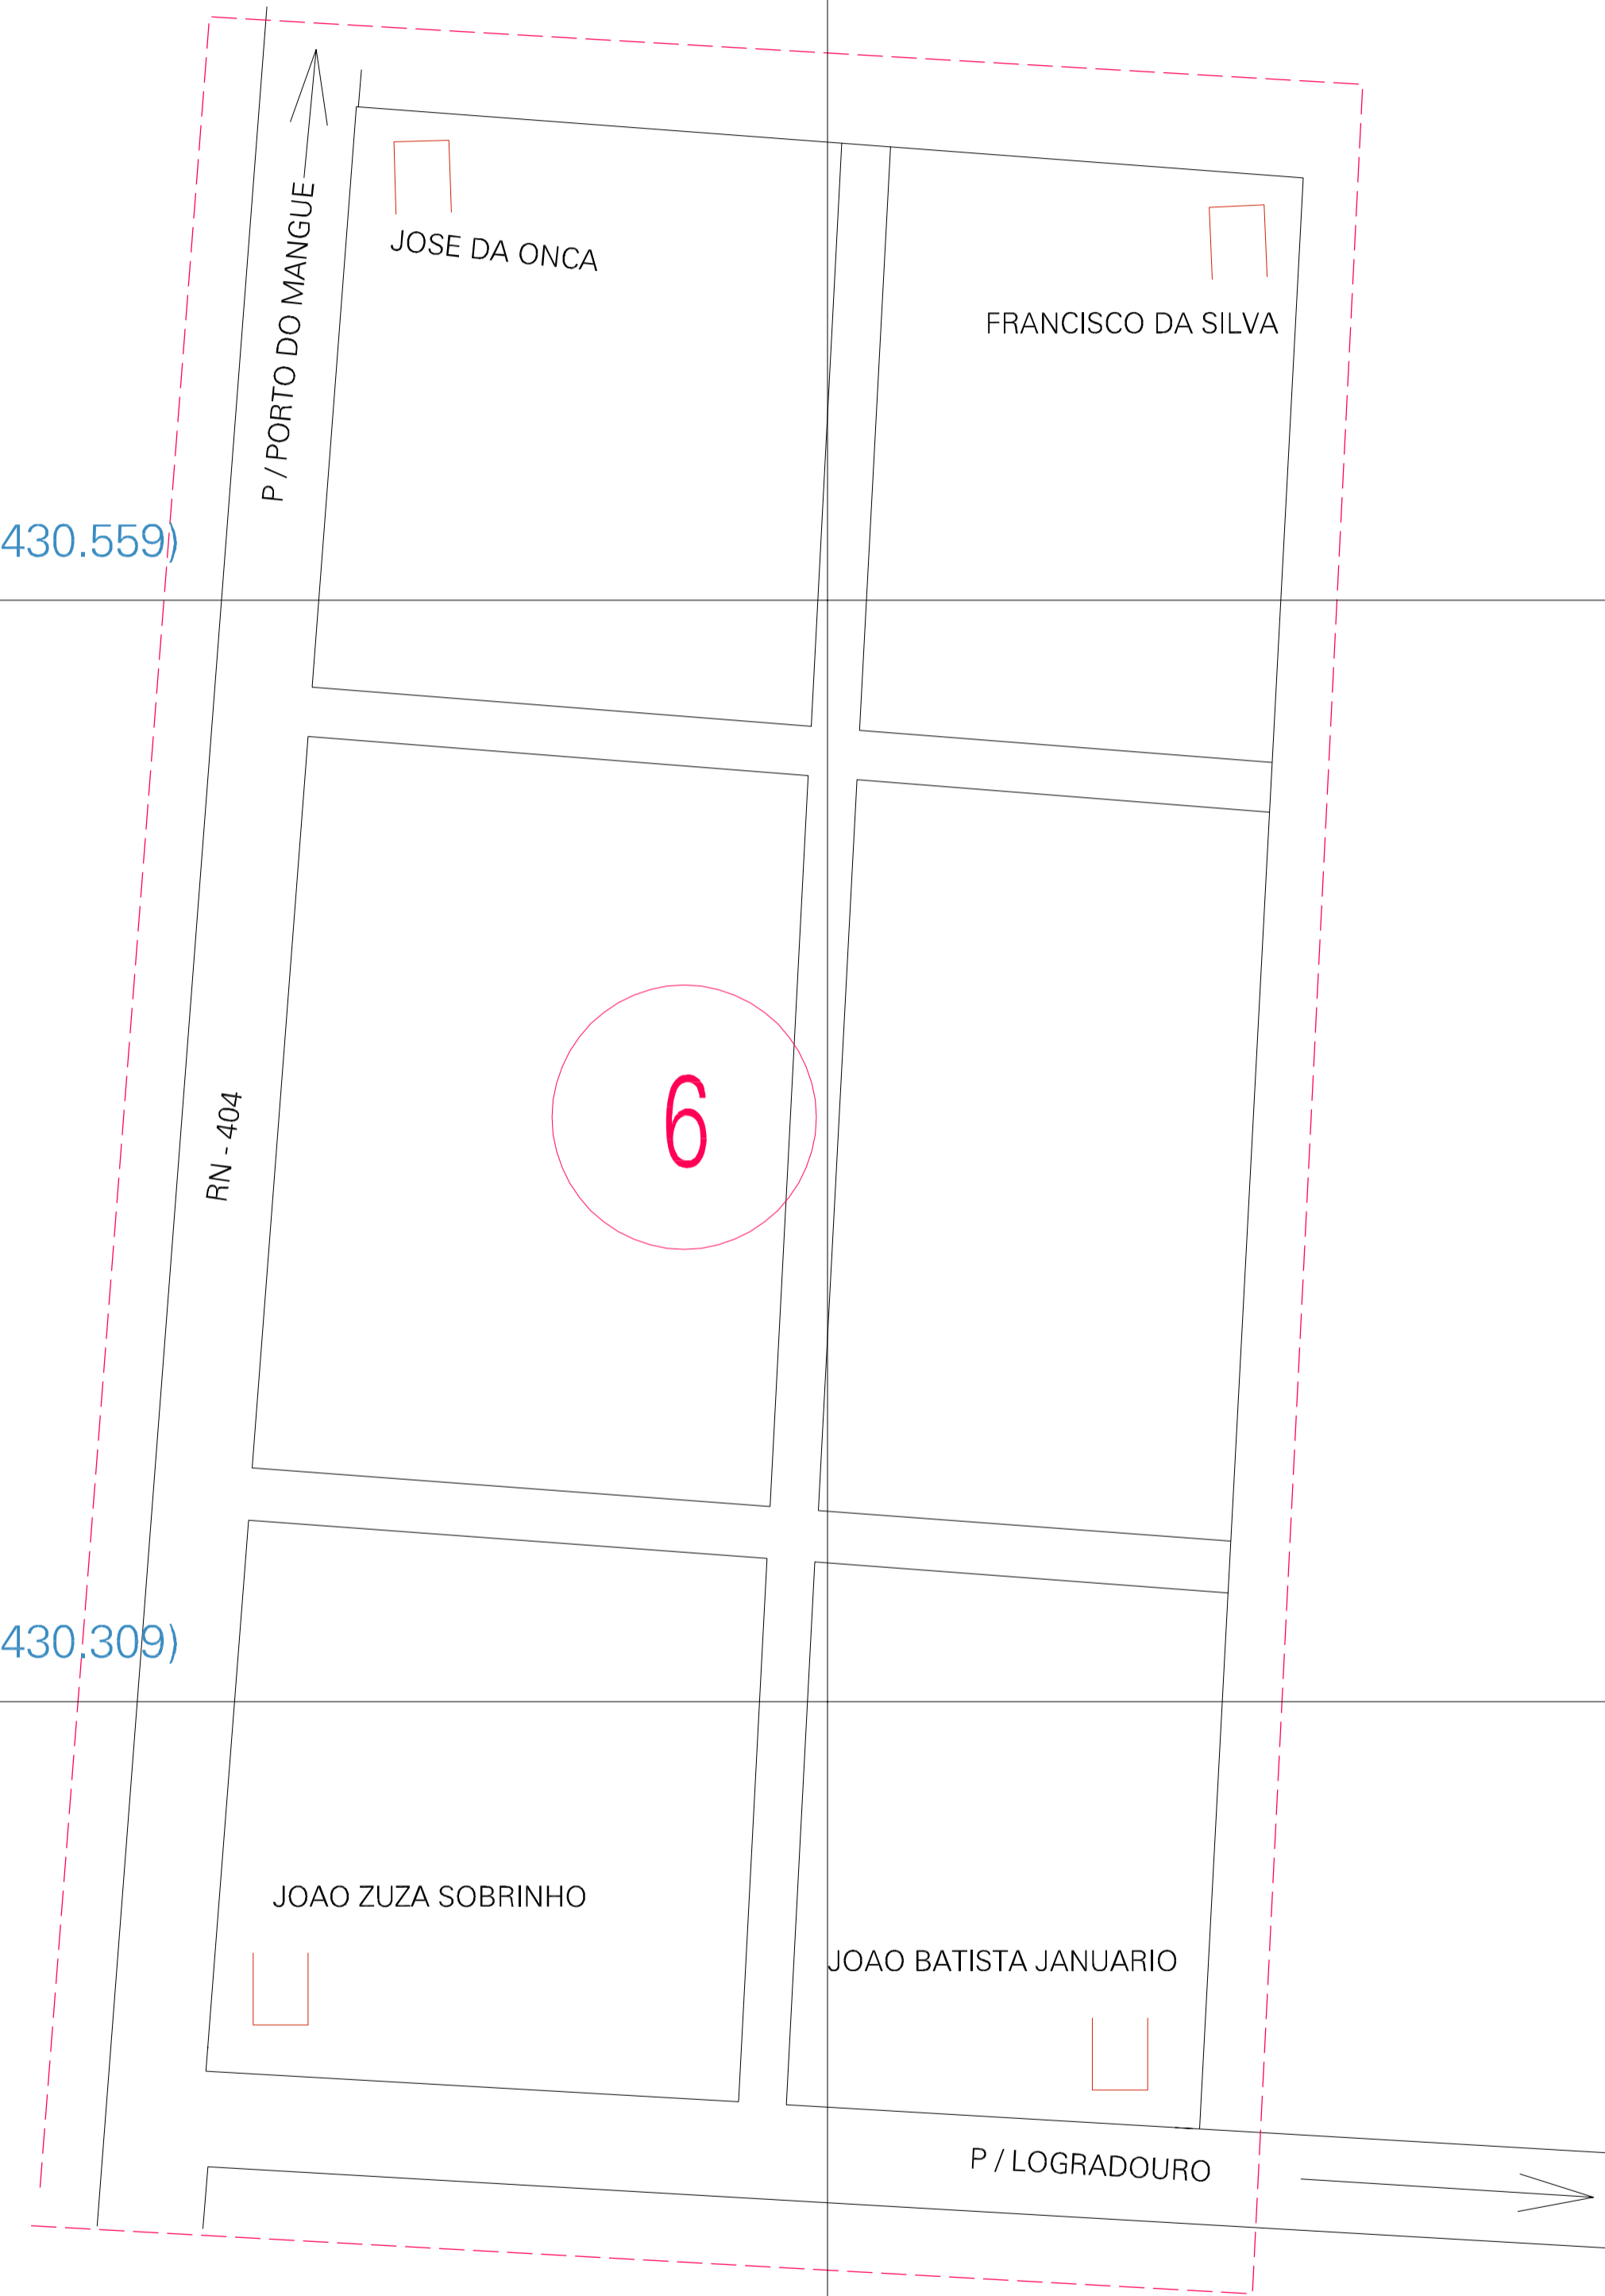 P / PORTO DO MANGUE
JOSE DA ONCA
FRANCISCO DA SILVA
430.559)
6
RN - 404
430.309)
JOAO ZUZA SOBRINHO
JOAO BATISTA JANUARIO
P / LOGRADOURO